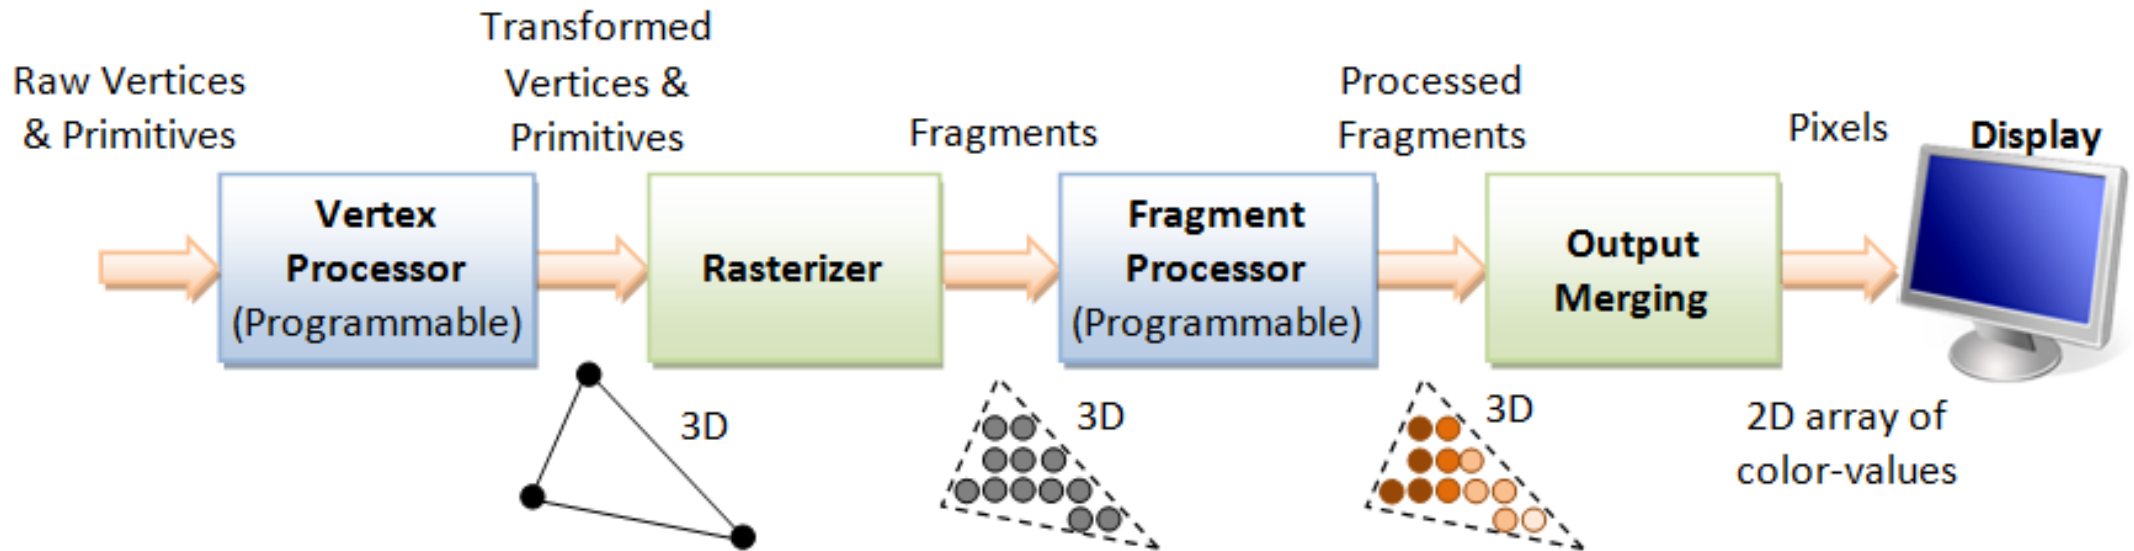 Raw Vertices
& Primitives
Transformed
Vertices &
Primitives
Fragments
Processed
Fragments
Pixels
Display
Vertex
Processor
(Programmable)
Rasterizer
Fragment
Processor
(Programmable)
Output
Merging
3D
3D
3D
2D array of
color-values